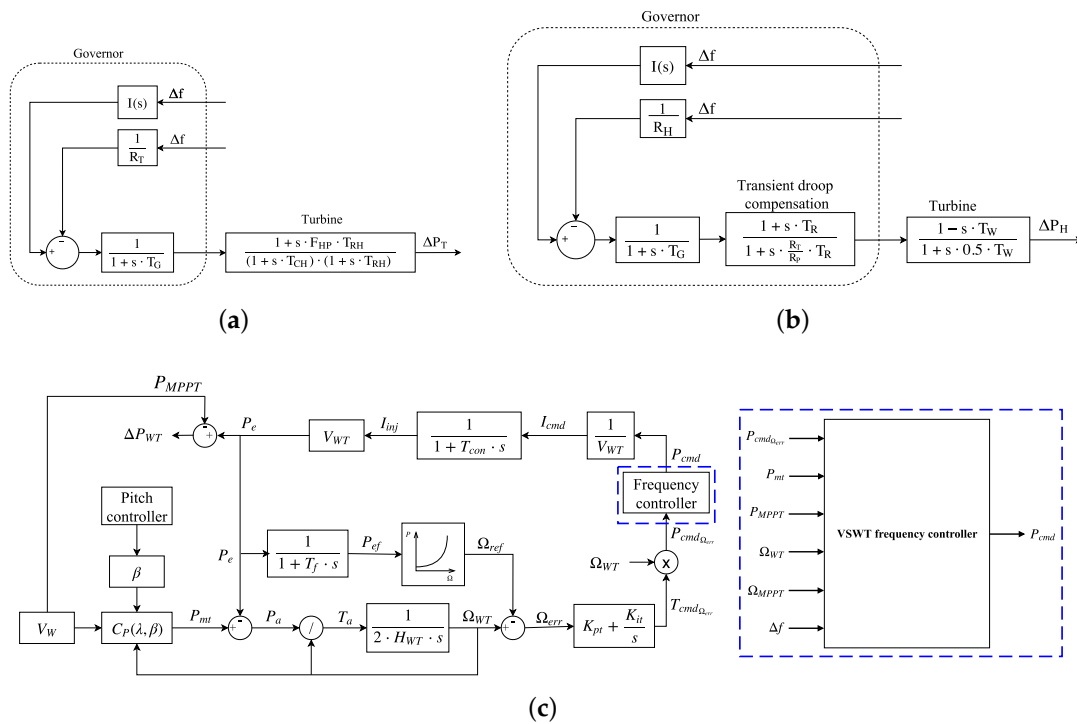 Governor
I(s)
Δf
1
R_T
Δf
-
+
1
1 + s · T_G
Turbine
1 + s · F_HP · T_RH
(1 + s · T_CH) · (1 + s · T_RH)
ΔP_T
(a)
Governor
I(s)
Δf
1
R_H
Δf
-
+
1
1 + s · T_G
Transient droop
compensation
1 + s · T_R
1 + s · R_T/R_P · T_R
Turbine
1 − s · T_W
1 + s · 0.5 · T_W
ΔP_H
(b)
P_MPPT
ΔP_WT
-
+
P_e
V_WT
I_inj
1
1 + T_con · s
I_cmd
1
V_WT
P_cmd
Frequency
controller
P_cmd_Ωerr
Ω_WT
X
T_cmd_Ωerr
Pitch
controller
β
P_e
1
1 + T_f · s
P_ef
P
Ω
Ω_ref
V_W
C_P(λ, β)
P_mt
+
-
P_a
/
T_a
1
2 · H_WT · s
Ω_WT
+
-
Ω_err
K_pt + K_it/s
P_cmd_Ωerr
P_mt
P_MPPT
Ω_WT
Ω_MPPT
Δf
VSWT frequency controller
P_cmd
(c)